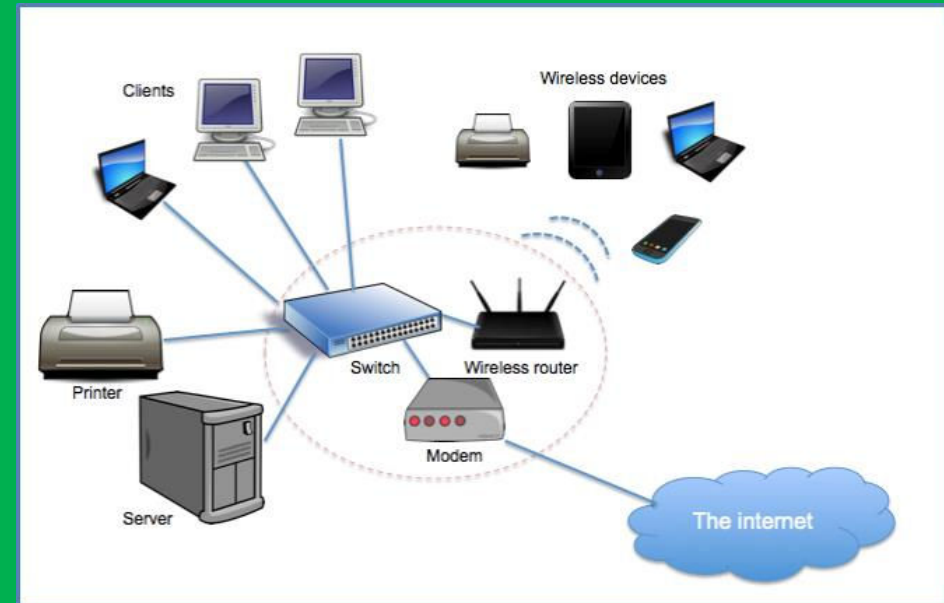 Clients
Wireless devices
Switch
Wireless router
Printer
Modem
Server
The internet